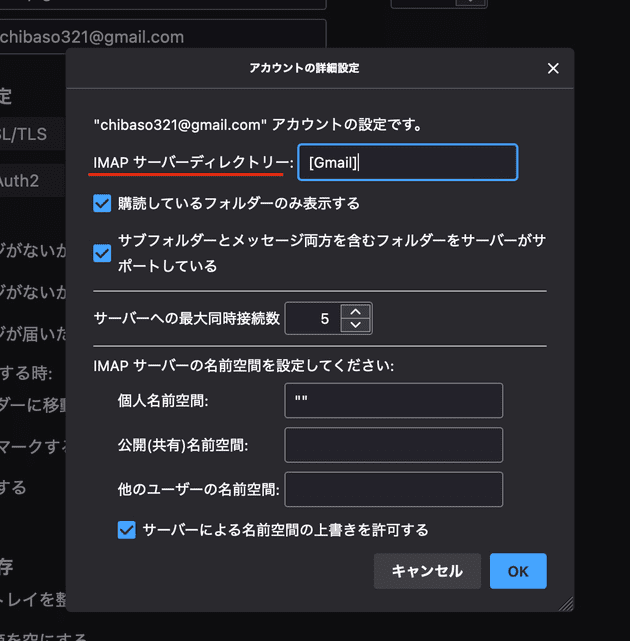 chibaso321@gmail.com
アカウントの詳細設定
定
"chibaso321@gmail.com" アカウントの設定です。
L/TLS
IMAP サーバーディレクトリー: [Gmail]
Auth2
購読しているフォルダーのみ表示する
サブフォルダーとメッセージ両方を含むフォルダーをサーバーがサ
ポートしている
ジがないか
ジがないか
サーバーへの最大同時接続数 5
ジが届いた
IMAP サーバーの名前空間を設定してください:
する時:
個人名前空間: ""
ダーに移動
公開(共有)名前空間:
マークする
他のユーザーの名前空間:
する
サーバーによる名前空間の上書きを許可する
存
キャンセル OK
トレイを整